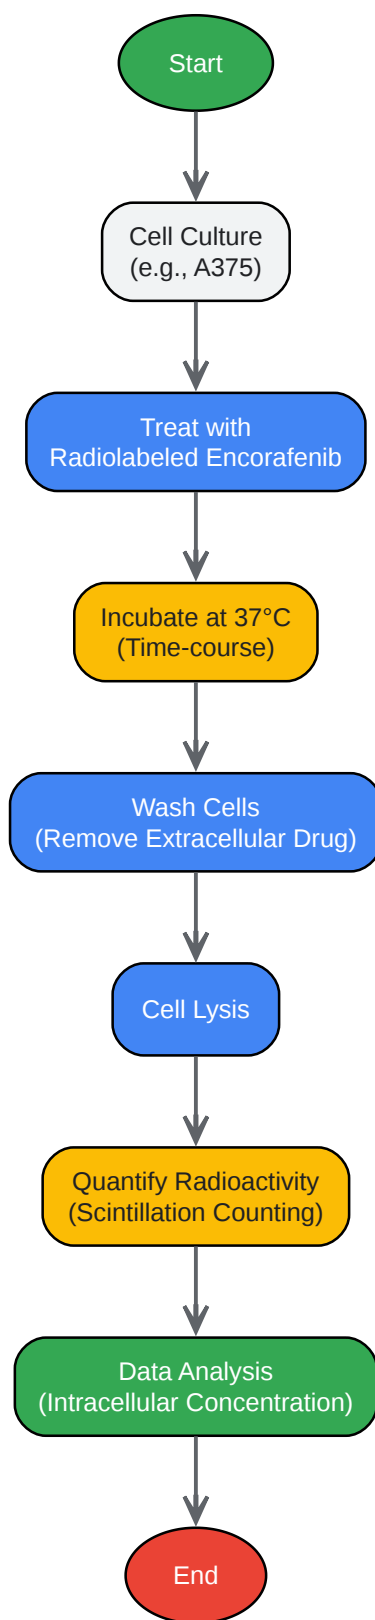 Start
Cell Culture
(e.g., A375)
Treat with
Radiolabeled Encorafenib
Incubate at 37°C
(Time-course)
Wash Cells
(Remove Extracellular Drug)
Cell Lysis
Quantify Radioactivity
(Scintillation Counting)
Data Analysis
(Intracellular Concentration)
End